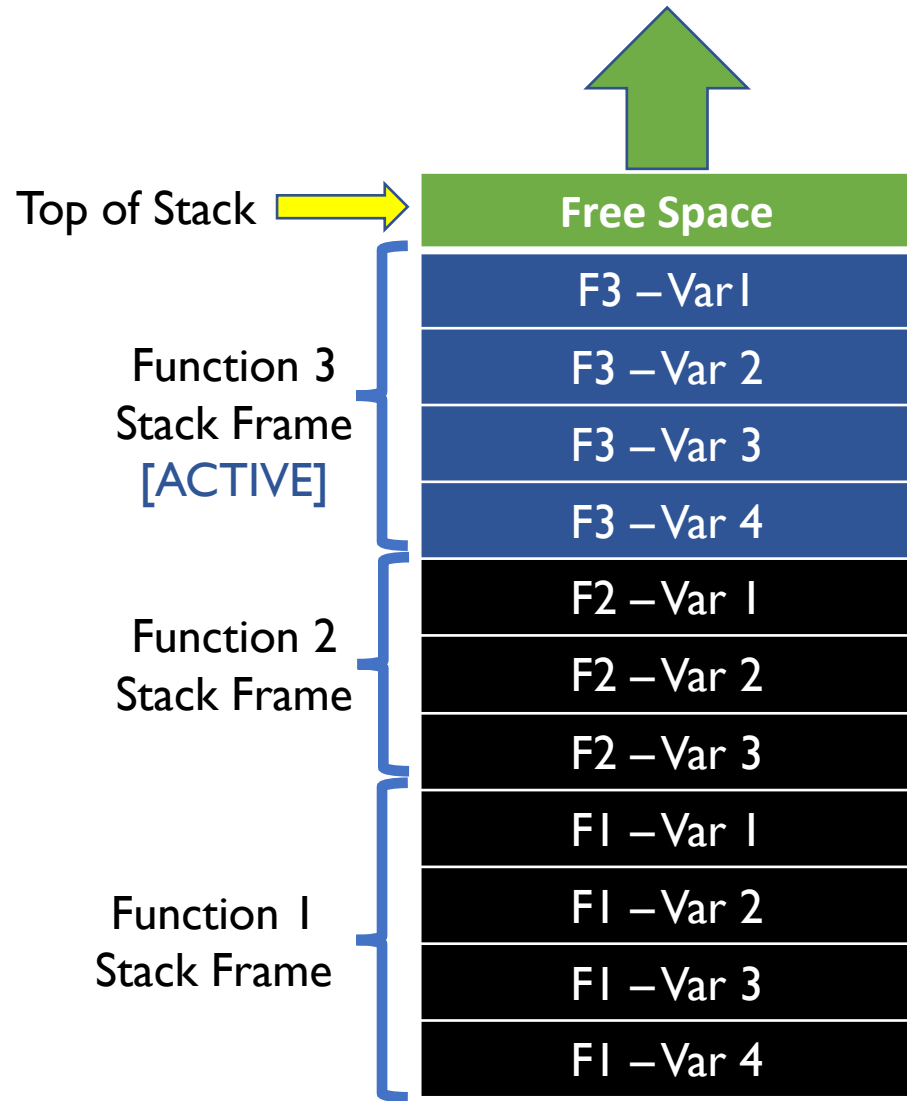 Top of Stack
Free Space
Function 3
Stack Frame
[ACTIVE]
F3 – Var1
F3 – Var 2
F3 – Var 3
F3 – Var 4
Function 2
Stack Frame
F2 – Var 1
F2 – Var 2
F2 – Var 3
Function 1
Stack Frame
F1 – Var 1
F1 – Var 2
F1 – Var 3
F1 – Var 4